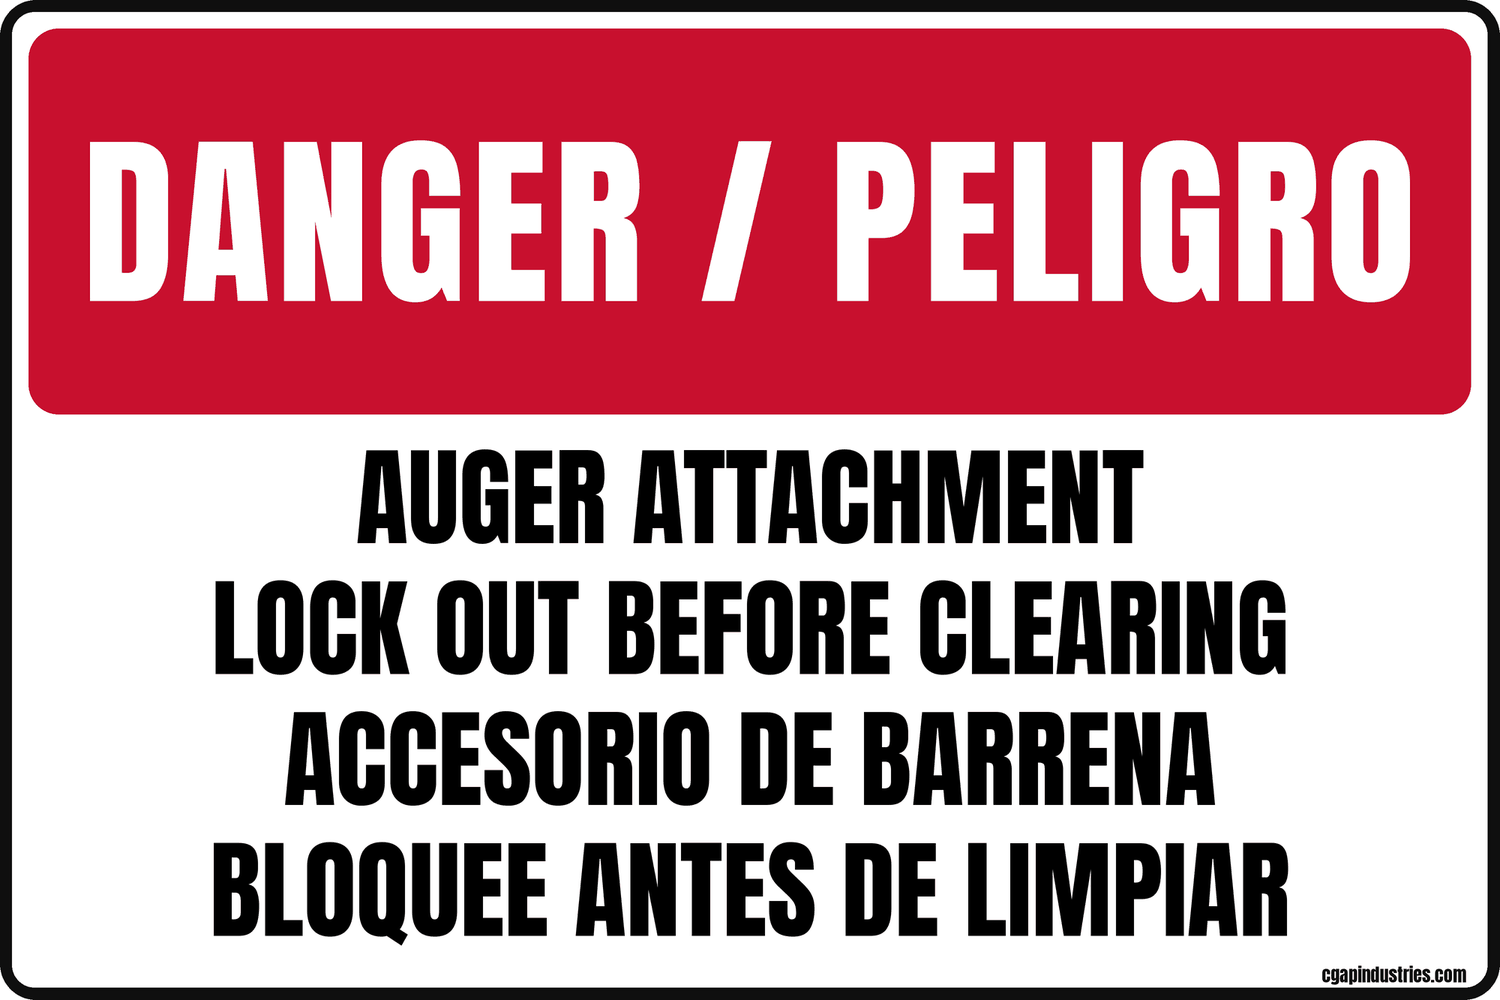 DANGER / PELIGRO
AUGER ATTACHMENT
LOCK OUT BEFORE CLEARING
ACCESORIO DE BARRENA
BLOQUEE ANTES DE LIMPIAR
cgapindustries.com